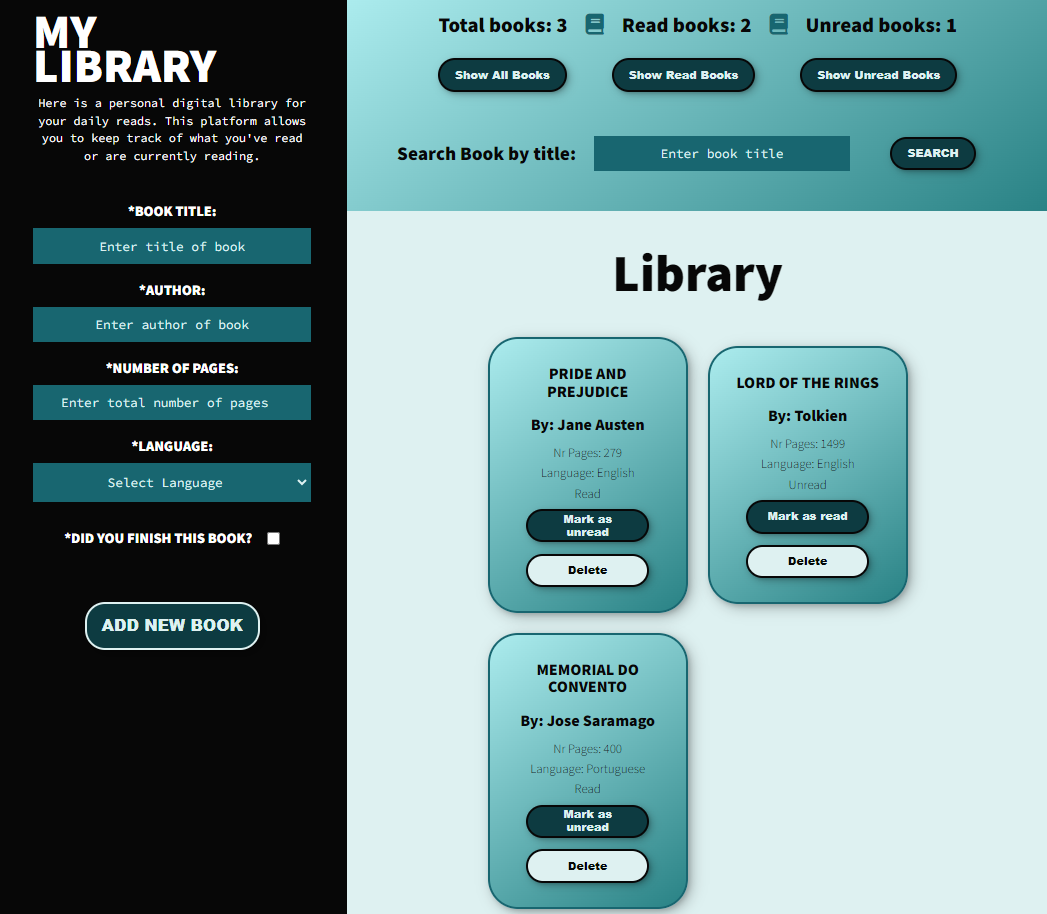 MY
LIBRARY
Here is a personal digital library for
your daily reads. This platform allows
you to keep track of what you've read
or are currently reading.
*BOOK TITLE:
Enter title of book
*AUTHOR:
Enter author of book
*NUMBER OF PAGES:
Enter total number of pages
*LANGUAGE:
Select Language
*DID YOU FINISH THIS BOOK?
ADD NEW BOOK
Total books: 3 Read books: 2 Unread books: 1
Show All Books Show Read Books Show Unread Books
Search Book by title: Enter book title SEARCH
Library
PRIDE AND
PREJUDICE
By: Jane Austen
Nr Pages: 279
Language: English
Read
Mark as
unread
Delete
LORD OF THE RINGS
By: Tolkien
Nr Pages: 1499
Language: English
Unread
Mark as read
Delete
MEMORIAL DO
CONVENTO
By: Jose Saramago
Nr Pages: 400
Language: Portuguese
Read
Mark as
unread
Delete